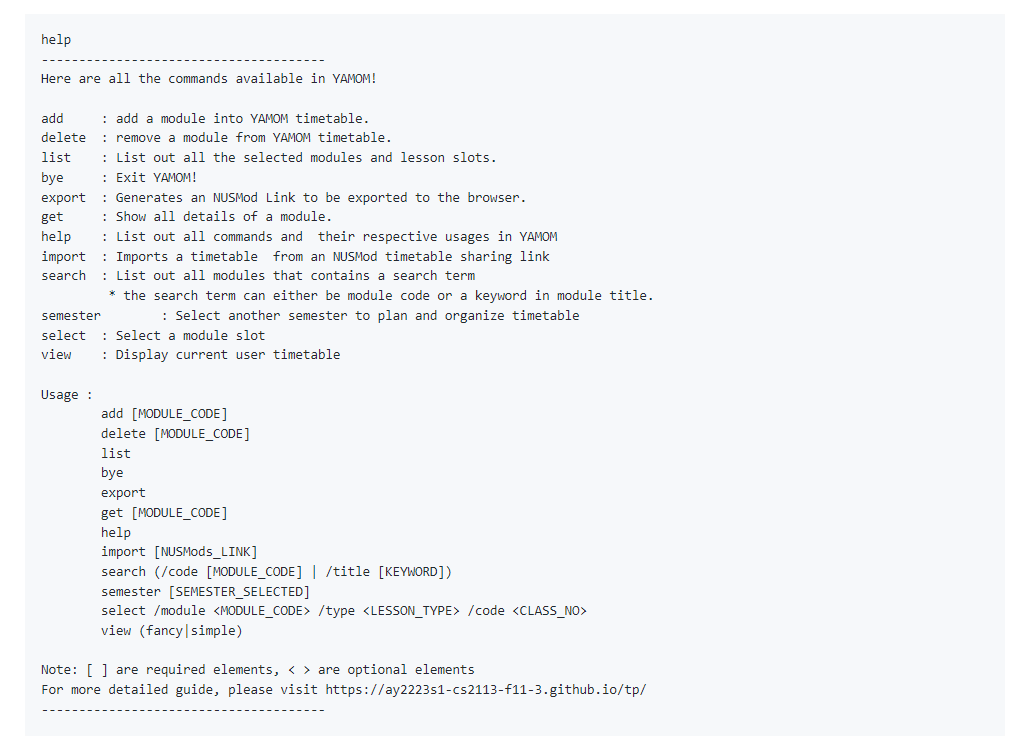 help
--------------------------------------
Here are all the commands available in YAMOM!
add     : add a module into YAMOM timetable.
delete  : remove a module from YAMOM timetable.
list    : List out all the selected modules and lesson slots.
bye     : Exit YAMOM!
export  : Generates an NUSMod Link to be exported to the browser.
get     : Show all details of a module.
help    : List out all commands and  their respective usages in YAMOM
import  : Imports a timetable  from an NUSMod timetable sharing link
search  : List out all modules that contains a search term
         * the search term can either be module code or a keyword in module title.
semester        : Select another semester to plan and organize timetable
select  : Select a module slot
view    : Display current user timetable
Usage :
        add [MODULE_CODE]
        delete [MODULE_CODE]
        list
        bye
        export
        get [MODULE_CODE]
        help
        import [NUSMods_LINK]
        search (/code [MODULE_CODE] | /title [KEYWORD])
        semester [SEMESTER_SELECTED]
        select /module <MODULE_CODE> /type <LESSON_TYPE> /code <CLASS_NO>
        view (fancy|simple)
Note: [ ] are required elements, < > are optional elements
For more detailed guide, please visit https://ay2223s1-cs2113-f11-3.github.io/tp/
--------------------------------------